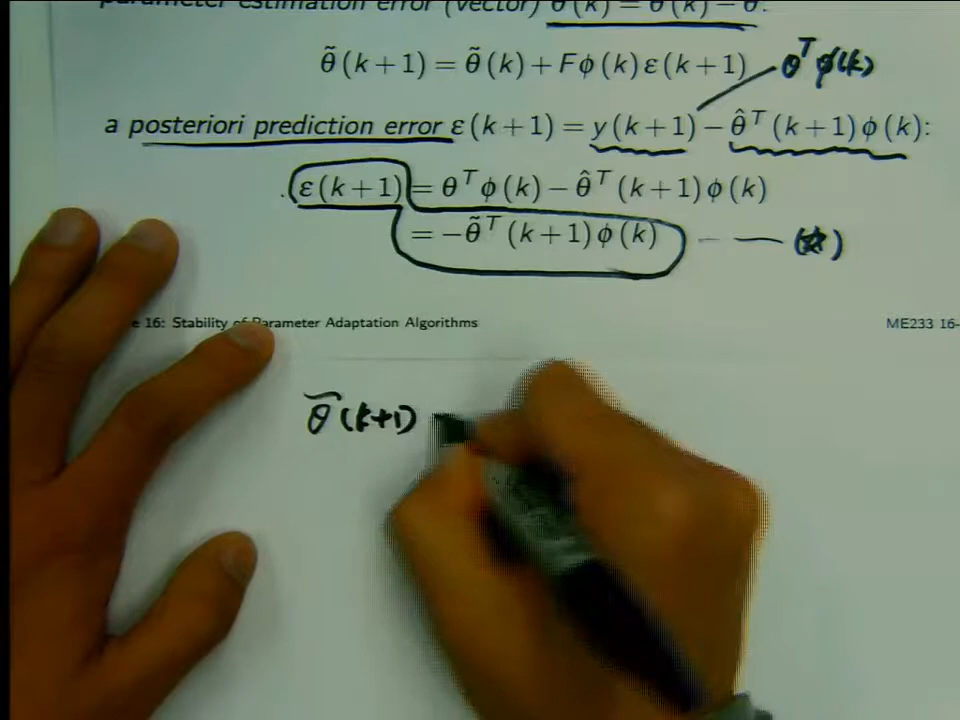 parameter estimation error (vector) θ̃(k) = θ̂(k) − θ:
θ̃(k+1) = θ̃(k) + Fϕ(k)ε(k+1)
θᵀϕ(k)
a posteriori prediction error ε(k+1) = y(k+1) − θ̂ᵀ(k+1)ϕ(k):
ε(k+1) = θᵀϕ(k) − θ̂ᵀ(k+1)ϕ(k)
= −θ̃ᵀ(k+1)ϕ(k) — — (☆)
16: Stability of Parameter Adaptation Algorithms
ME233 16-
θ̃(k+1)